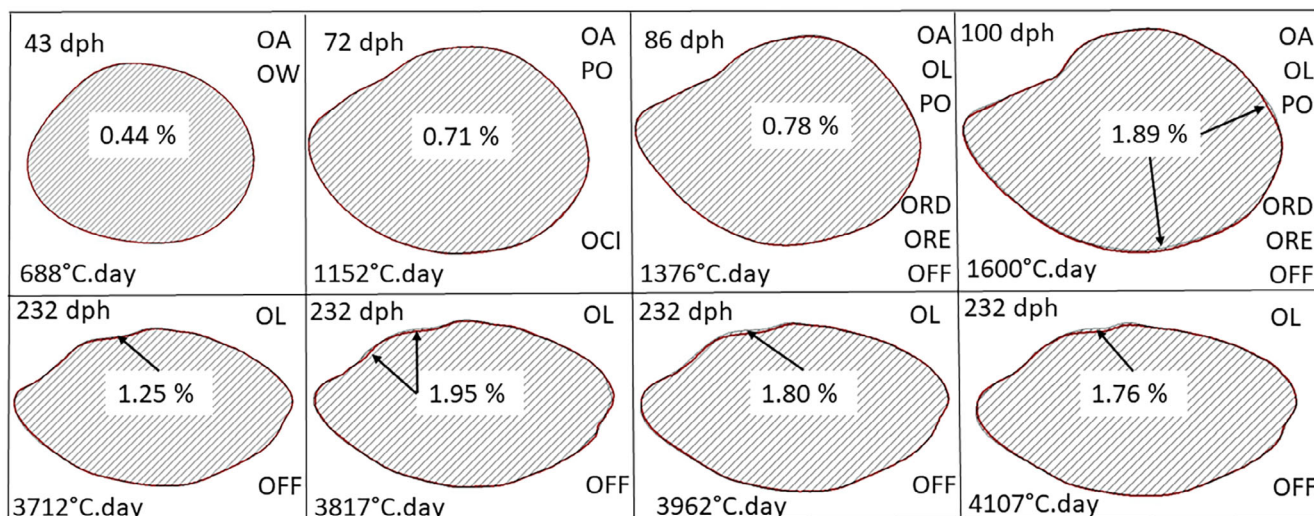 43 dph
OA
OW
0.44 %
688°C.day
72 dph
OA
PO
0.71 %
OCI
1152°C.day
86 dph
OA
OL
PO
0.78 %
ORD
ORE
OFF
1376°C.day
100 dph
OA
OL
PO
1.89 %
ORD
ORE
OFF
1600°C.day
232 dph
OL
1.25 %
OFF
3712°C.day
232 dph
OL
1.95 %
OFF
3817°C.day
232 dph
OL
1.80 %
OFF
3962°C.day
232 dph
OL
1.76 %
OFF
4107°C.day